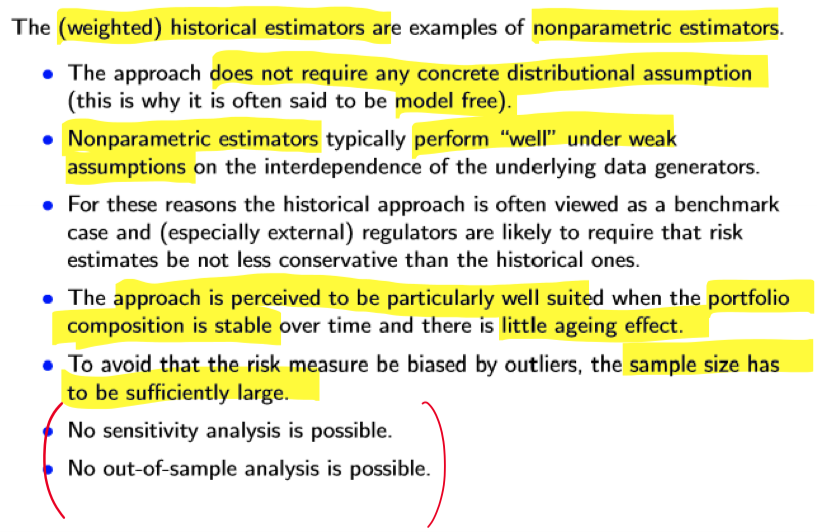 The (weighted) historical estimators are examples of nonparametric estimators.
• The approach does not require any concrete distributional assumption
(this is why it is often said to be model free).
• Nonparametric estimators typically perform “well” under weak
assumptions on the interdependence of the underlying data generators.
• For these reasons the historical approach is often viewed as a benchmark
case and (especially external) regulators are likely to require that risk
estimates be not less conservative than the historical ones.
• The approach is perceived to be particularly well suited when the portfolio
composition is stable over time and there is little ageing effect.
• To avoid that the risk measure be biased by outliers, the sample size has
to be sufficiently large.
• No sensitivity analysis is possible.
• No out-of-sample analysis is possible.